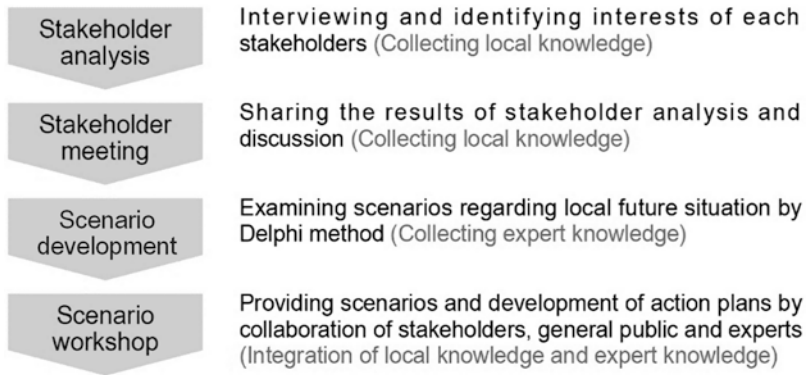 Stakeholder
analysis
Interviewing and identifying interests of each
stakeholders (Collecting local knowledge)
Stakeholder
meeting
Sharing the results of stakeholder analysis and
discussion (Collecting local knowledge)
Scenario
development
Examining scenarios regarding local future situation by
Delphi method (Collecting expert knowledge)
Scenario
workshop
Providing scenarios and development of action plans by
collaboration of stakeholders, general public and experts
(Integration of local knowledge and expert knowledge)